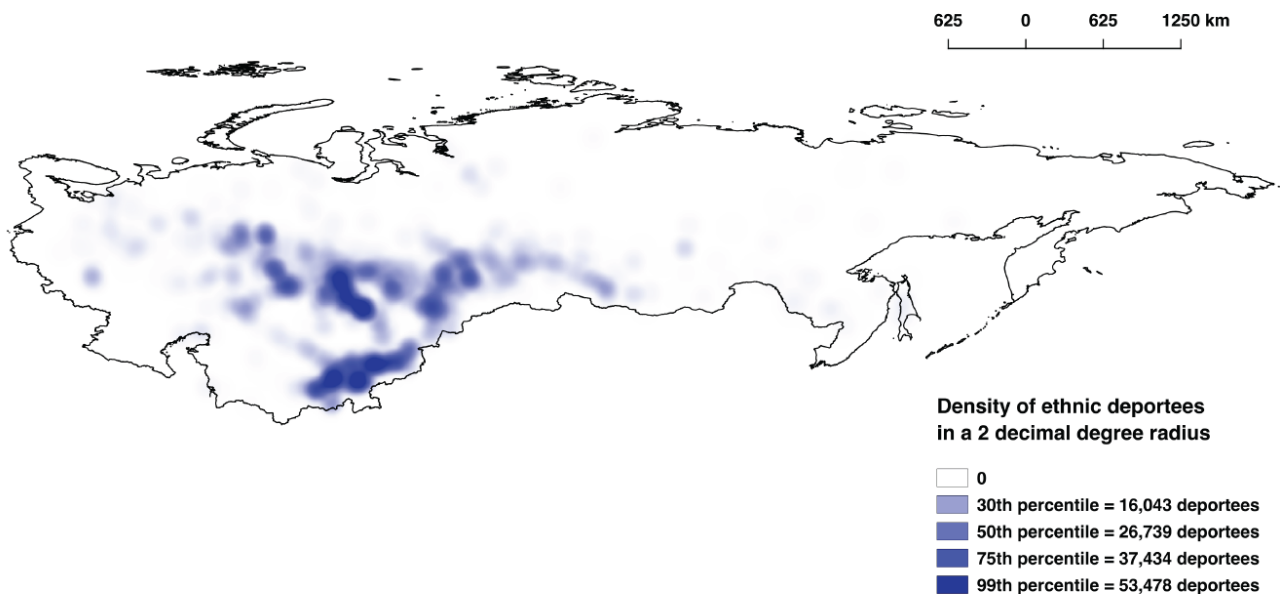 625 0 625 1250 km
Density of ethnic deportees
in a 2 decimal degree radius
0
30th percentile = 16,043 deportees
50th percentile = 26,739 deportees
75th percentile = 37,434 deportees
99th percentile = 53,478 deportees